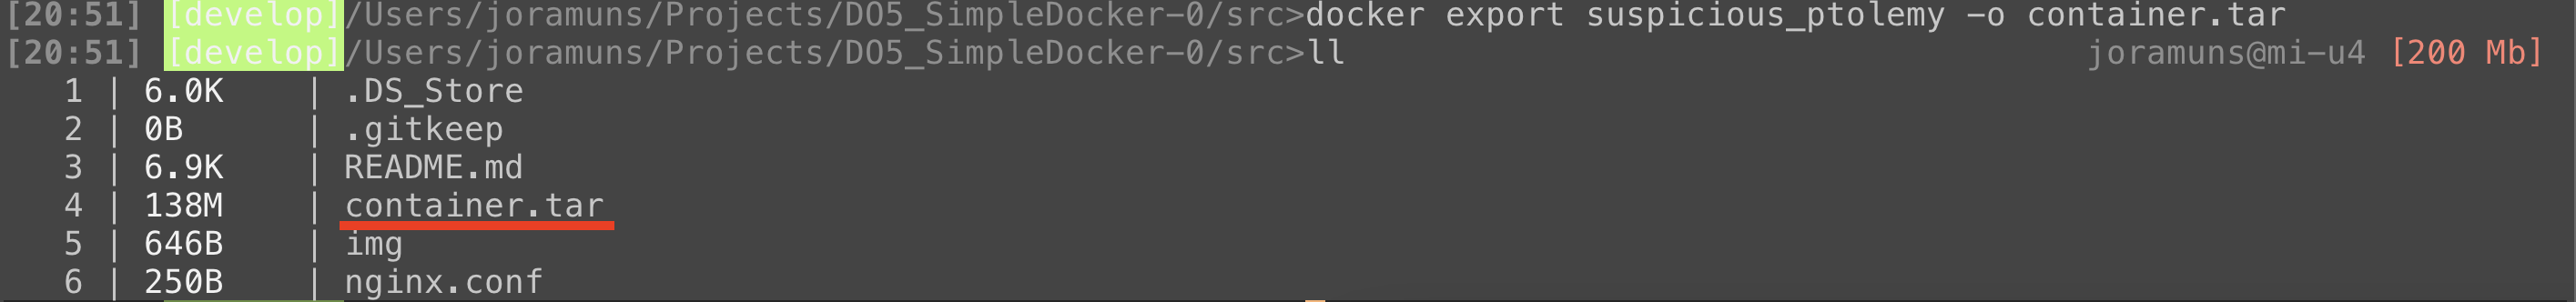 [20:51] [develop]/Users/joramuns/Projects/DO5_SimpleDocker-0/src>docker export suspicious_ptolemy -o container.tar
[20:51] [develop]/Users/joramuns/Projects/DO5_SimpleDocker-0/src>ll joramuns@mi-u4 [200 Mb]
1 | 6.0K | .DS_Store
2 | 0B | .gitkeep
3 | 6.9K | README.md
4 | 138M | container.tar
5 | 646B | img
6 | 250B | nginx.conf